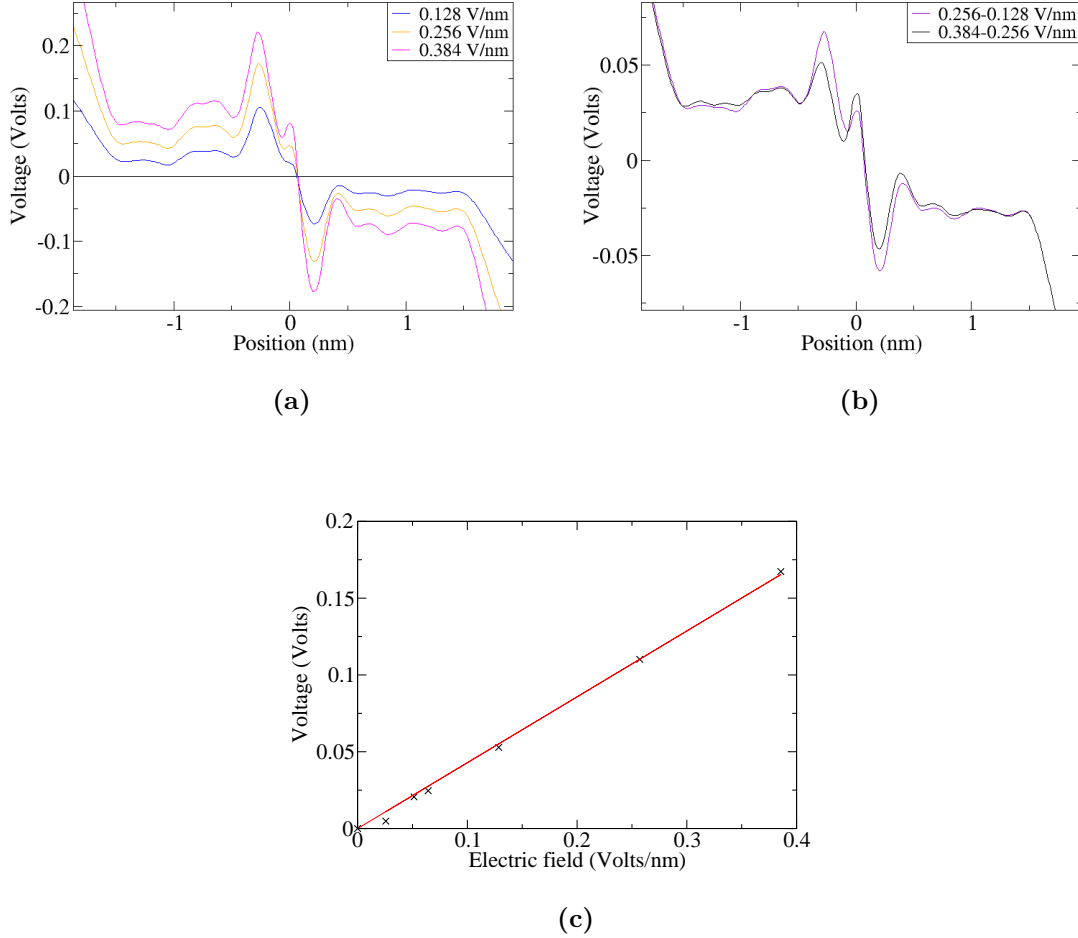 0.128 V/nm
0.256 V/nm
0.384 V/nm
0.2
0.1
0
-0.1
-0.2
Voltage (Volts)
-1
0
1
Position (nm)
(a)
0.256-0.128 V/nm
0.384-0.256 V/nm
0.05
0
-0.05
Voltage (Volts)
-1
0
1
Position (nm)
(b)
0.2
0.15
0.1
0.05
0
Voltage (Volts)
0
0.1
0.2
0.3
0.4
Electric field (Volts/nm)
(c)